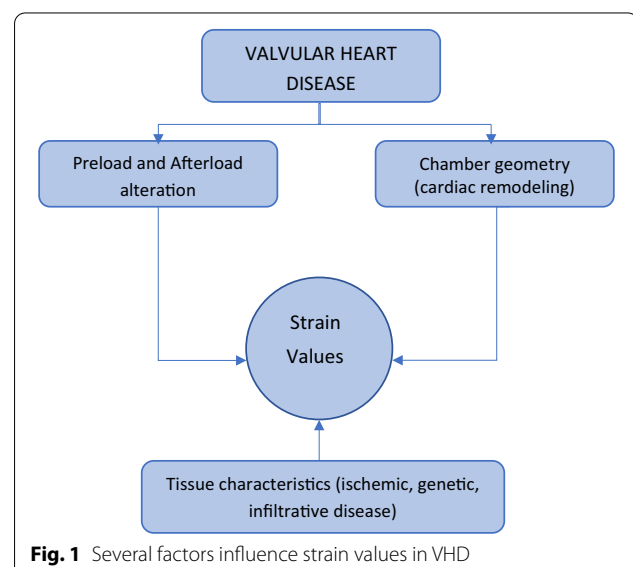 VALVULAR HEART
DISEASE
Preload and Afterload
alteration
Chamber geometry
(cardiac remodeling)
Strain
Values
Tissue characteristics (ischemic, genetic,
infiltrative disease)
Fig. 1 Several factors influence strain values in VHD